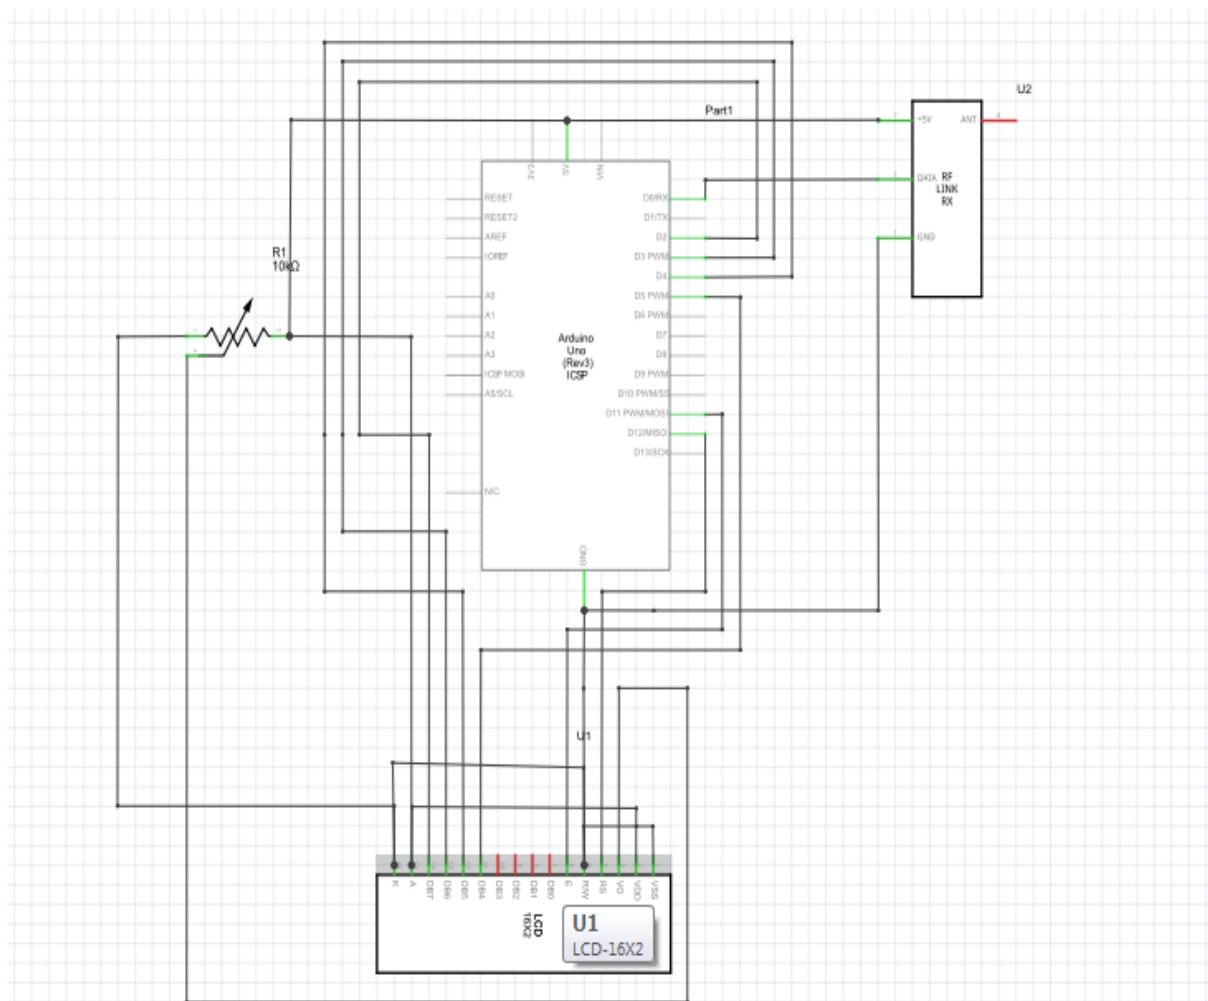 Part1
U2
+5V
ANT
DATA
RF
LINK
RX
GND
3V3
5V
VIN
RESET
RESET2
AREF
IOREF
A0
A1
A2
A3
ICSP MOSI
A5/SCL
N/C
D0/RX
D1/TX
D2
D3 PWM
D4
D5 PWM
D6 PWM
D7
D8
D9 PWM
D10 PWM/SS
D11 PWM/MOSI
D12/MISO
D13/SCK
Arduino
Uno
(Rev3)
ICSP
GND
R1
10kΩ
U1
K
A
DB7
DB6
DB5
DB4
DB3
DB2
DB1
DB0
E
R/W
RS
VO
VDD
VSS
LCD
16X2
U1
LCD-16X2